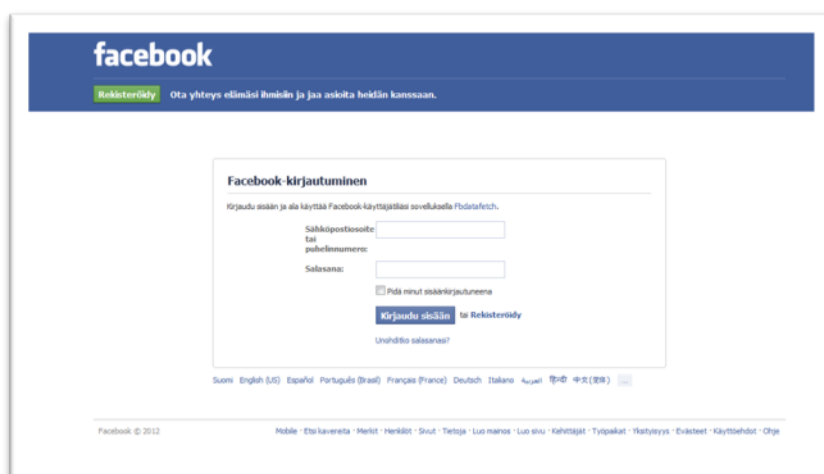 facebook
Rekisteröidy Ota yhteys elämäsi ihmisiin ja jaa asioita heidän kanssaan.
Facebook-kirjautuminen
Kirjaudu sisään ja ala käyttää Facebook-käyttäjätiliäsi sovelluksella Fbdatafetch.
Sähköpostiosoite
tai
puhelinnumero:
Salasana:
Pidä minut sisäänkirjautuneena
Kirjaudu sisään tai Rekisteröidy
Unohditko salasanasi?
Suomi English (US) Español Português (Brasil) Français (France) Deutsch Italiano العربية हिन्दी 中文(简体) ...
Facebook © 2012 Mobile · Etsi kavereita · Merkit · Henkilöt · Sivut · Tietoja · Luo mainos · Luo sivu · Kehittäjät · Työpaikat · Yksityisyys · Evästeet · Käyttöehdot · Ohje